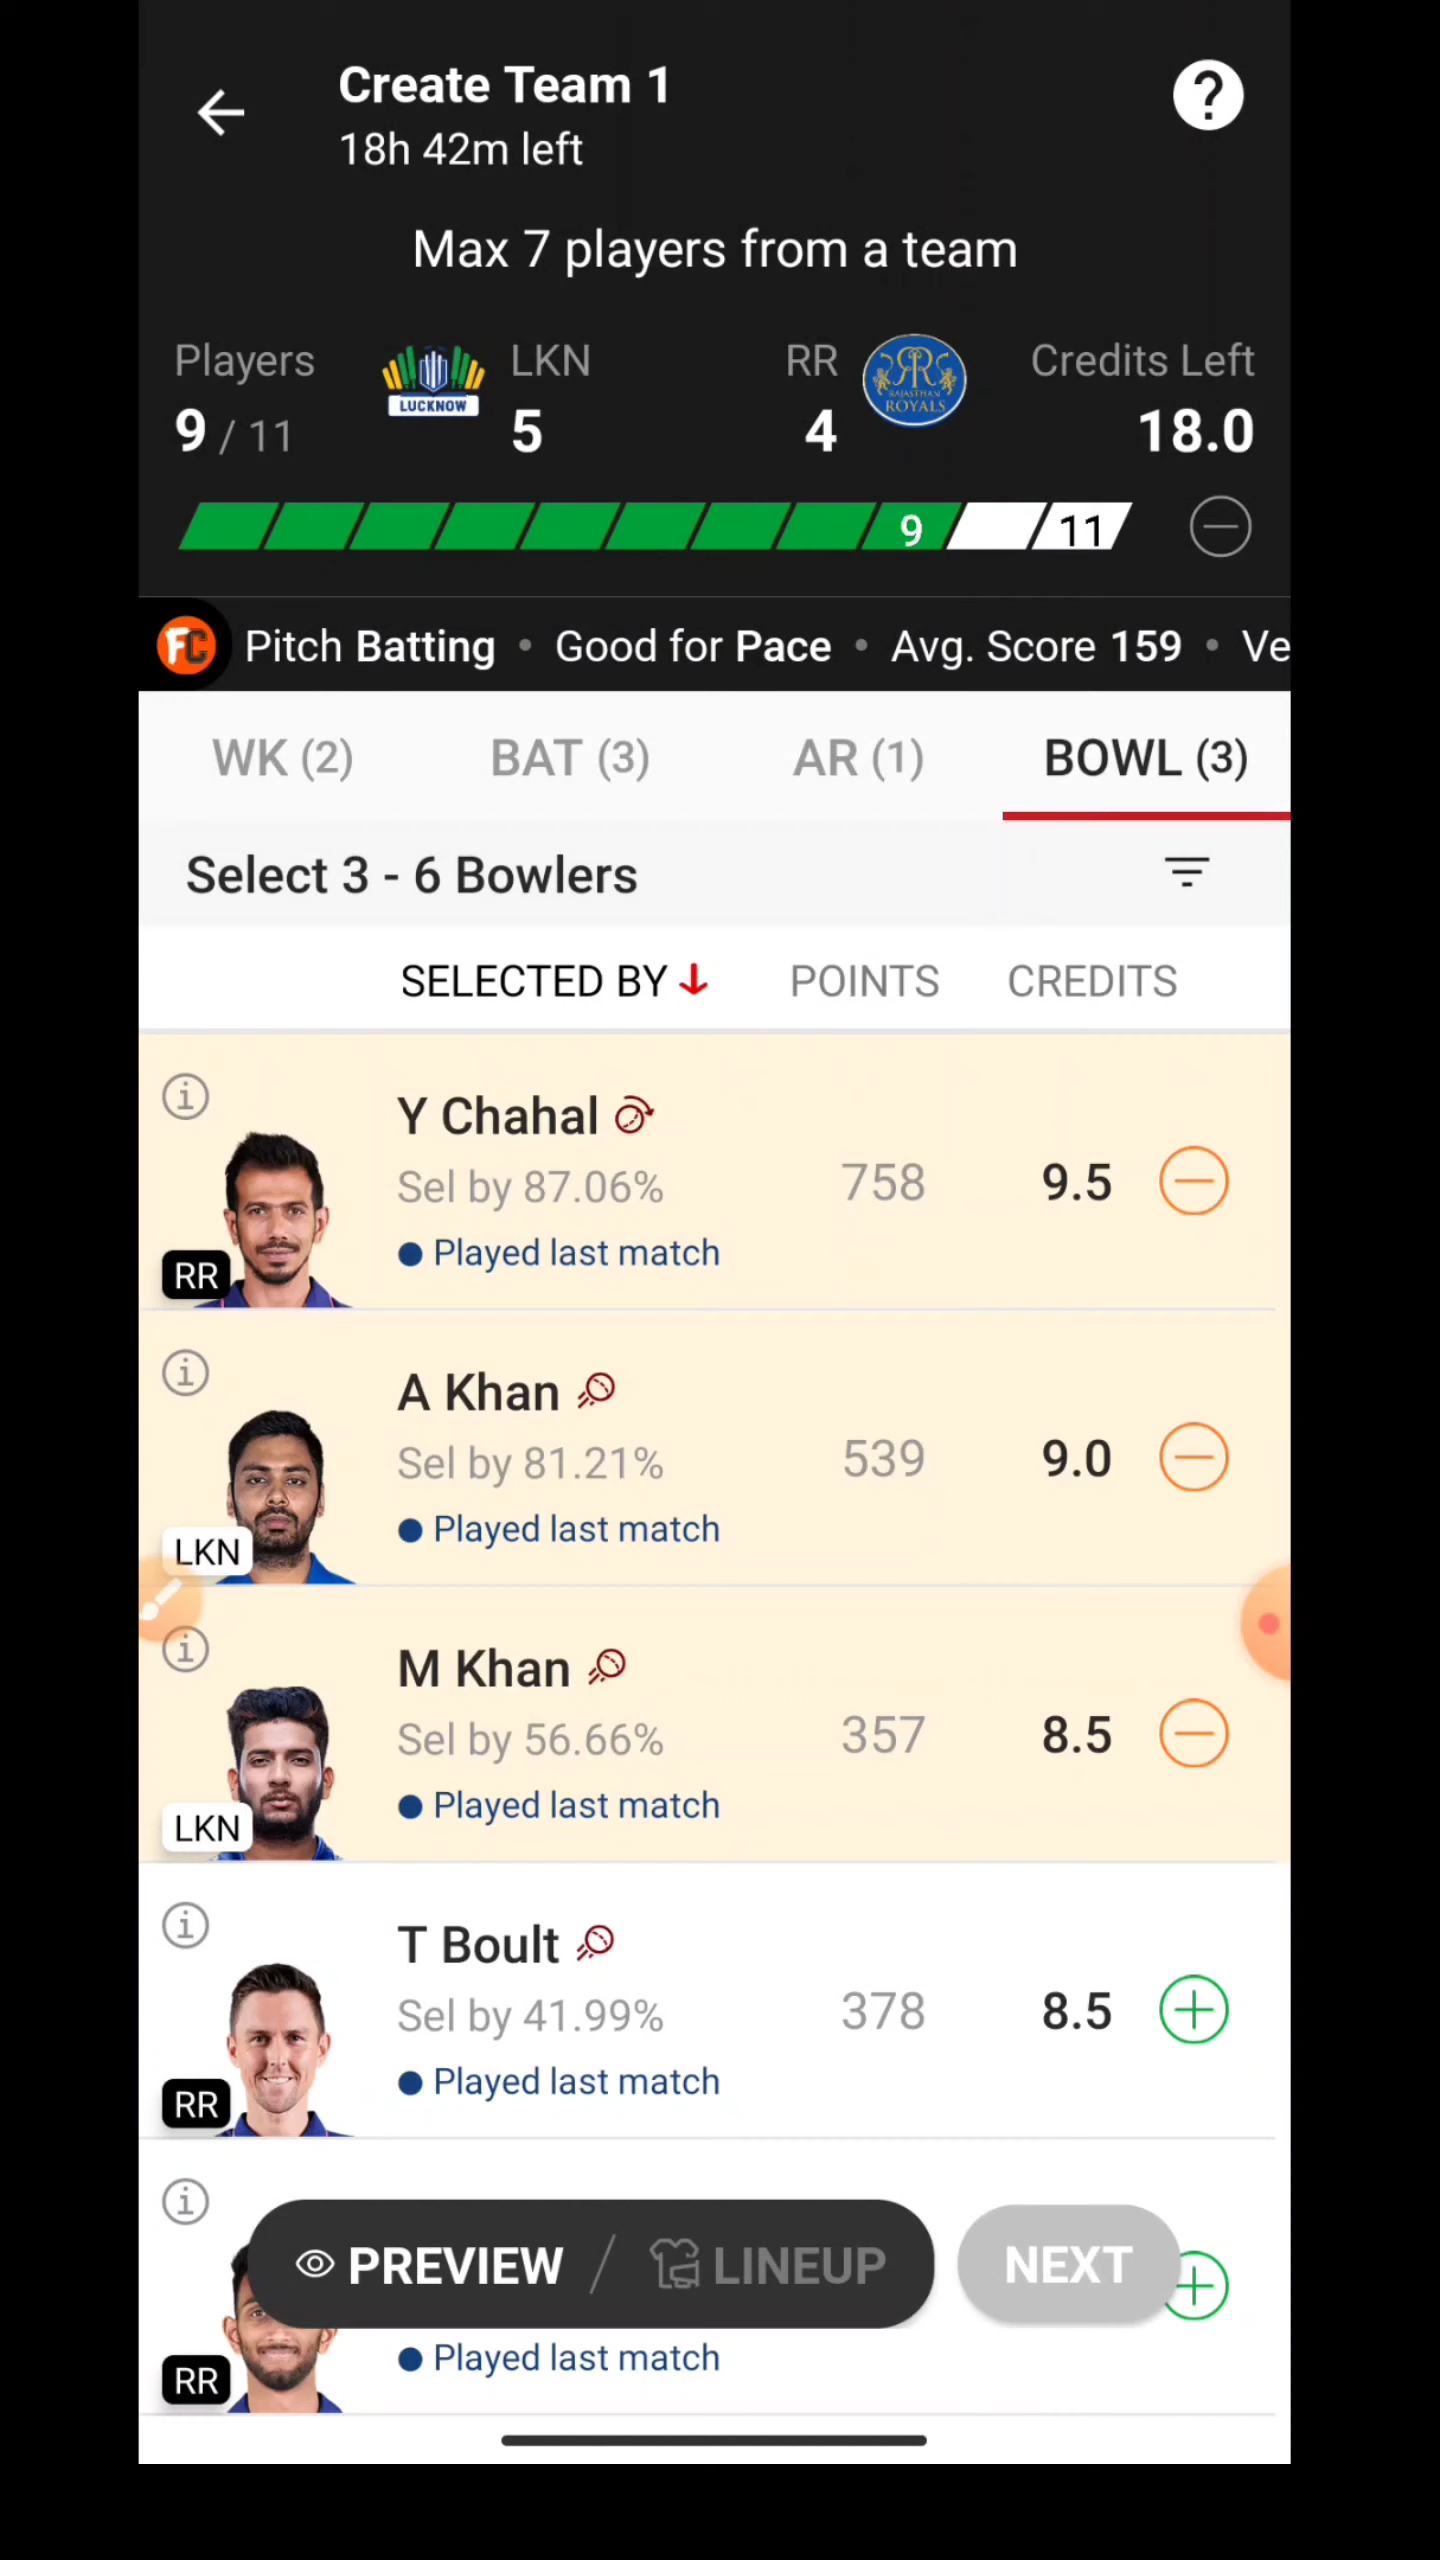 Create Team 1
?
18h 42m left
Max 7 players from a team
Players LKN RR Credits Left
LUCKNOW
RAJASTHAN
ROYALS
9 / 11 5 4 18.0
9 11
FC Pitch Batting • Good for Pace • Avg. Score 159 • Ve
WK (2) BAT (3) AR (1) BOWL (3)
Select 3 - 6 Bowlers
SELECTED BY POINTS CREDITS
Y Chahal
Sel by 87.06% 758 9.5
Played last match
RR
A Khan
Sel by 81.21% 539 9.0
Played last match
LKN
M Khan
Sel by 56.66% 357 8.5
Played last match
LKN
T Boult
Sel by 41.99% 378 8.5
Played last match
RR
PREVIEW / LINEUP NEXT
Played last match
RR